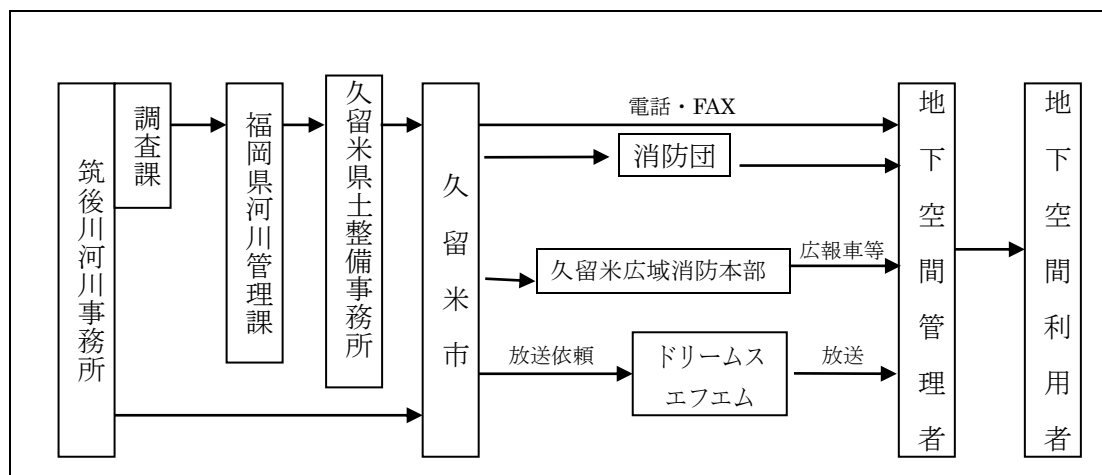 筑後川河川事務所
調査課
福岡県河川管理課
久留米県土整備事務所
久留米市
電話・FAX
消防団
久留米広域消防本部
広報車等
放送依頼
ドリームス
エフエム
放送
地下空間管理者
地下空間利用者